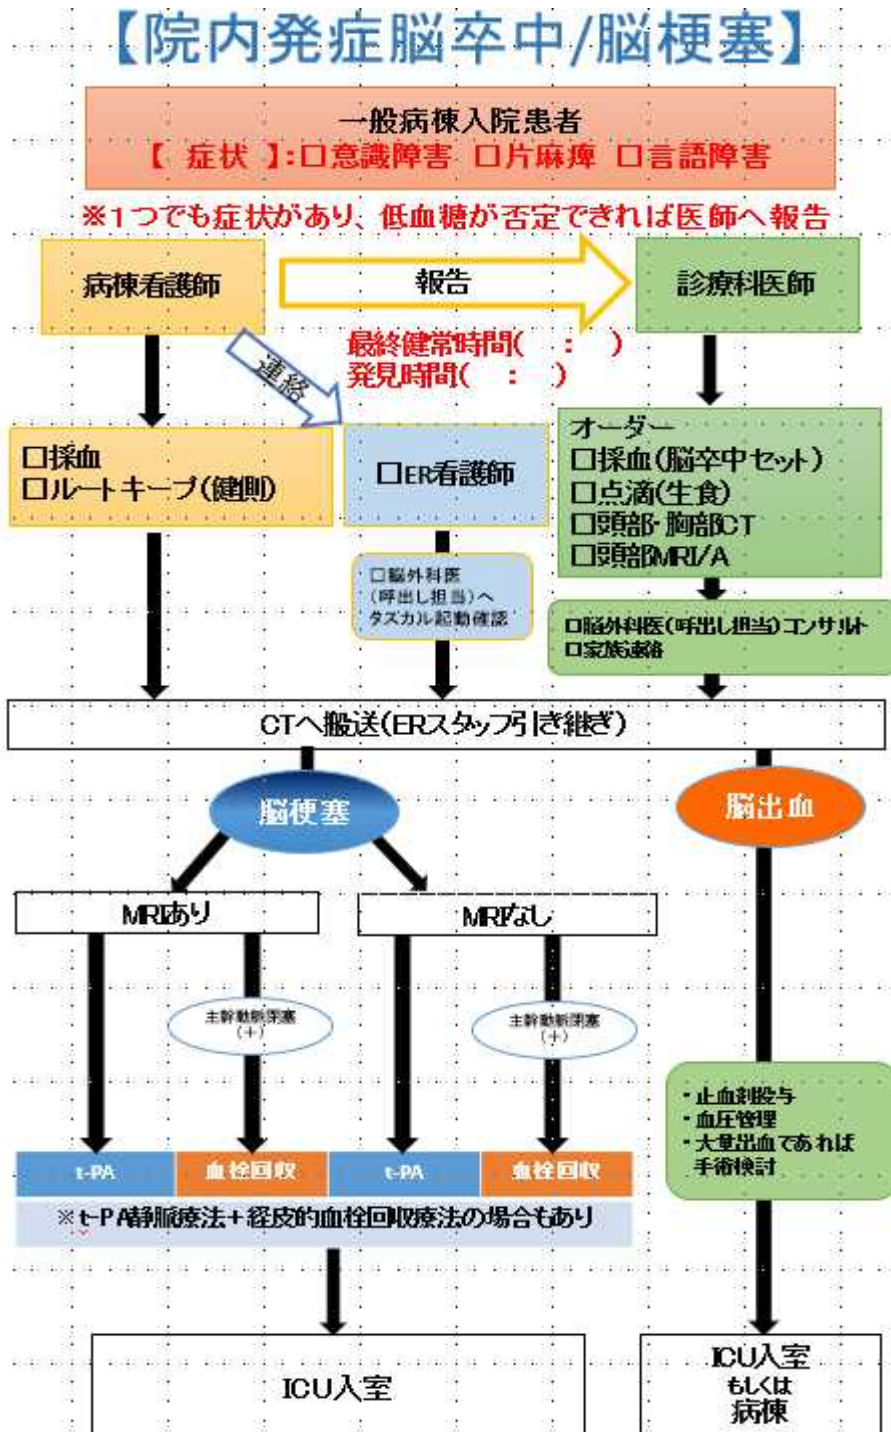 【院内発症脳卒中/脳梗塞】
一般病棟入院患者
【 症状 】:□意識障害 □片麻痺 □言語障害
※1つでも症状があり、低血糖が否定できれば医師へ報告
病棟看護師
報告
診療科医師
連絡
最終健常時間( : )
発見時間( : )
□採血
□ルートキープ(健側)
□ER看護師
オーダー
□採血(脳卒中セット)
□点滴(生食)
□頭部・胸部CT
□頭部MRI/A
□脳外科医
(呼出し担当)へ
タスカル起動確認
□脳外科医(呼出し担当)コンサルト
□家族連絡
CTへ搬送(ERスタッフ引き継ぎ)
脳梗塞
脳出血
MRIあり
MRIなし
主幹動脈閉塞
(+)
主幹動脈閉塞
(+)
・止血剤投与
・血圧管理
・大量出血であれば
手術検討
t-PA
血栓回収
t-PA
血栓回収
※t-PA静脈療法+経皮的血栓回収療法の場合もあり
ICU入室
ICU入室
もしくは
病棟